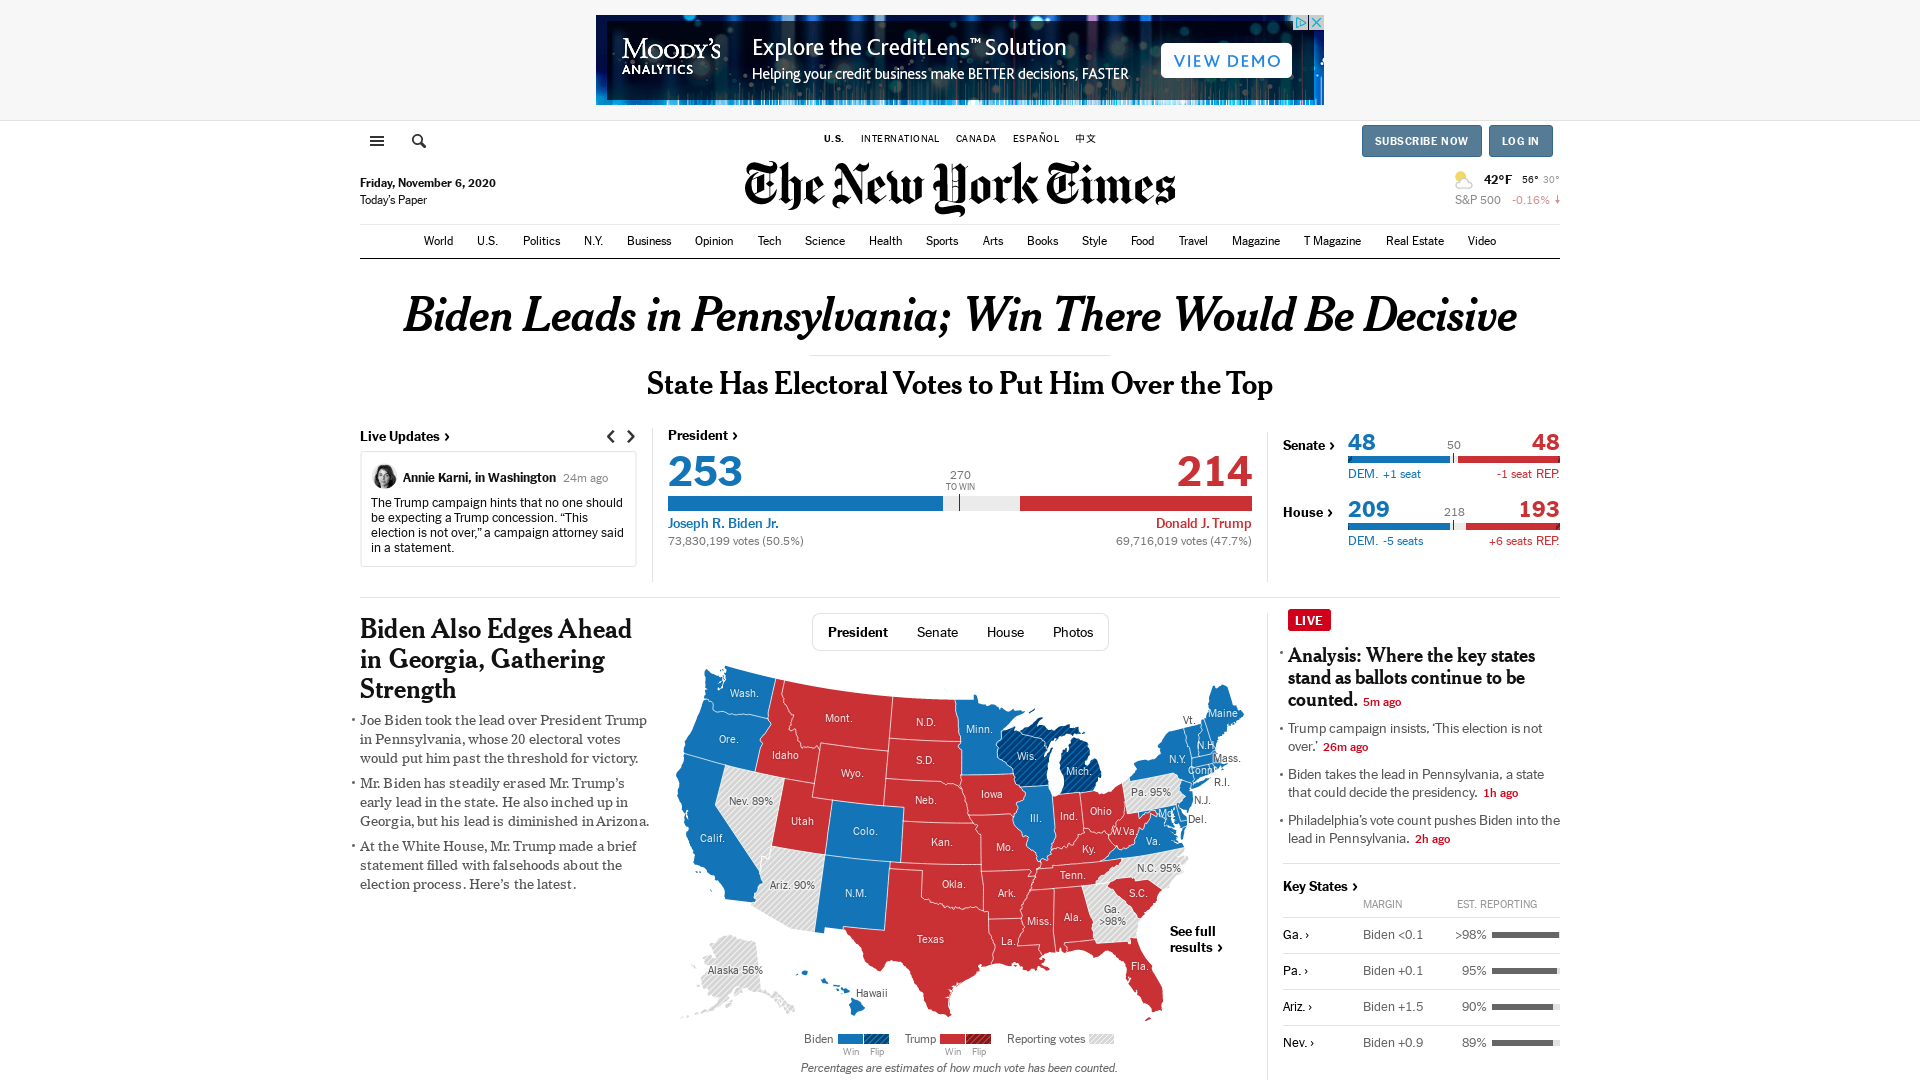 MOODY'S
ANALYTICS
Explore the CreditLens™ Solution
Helping your credit business make BETTER decisions, FASTER
VIEW DEMO
U.S. INTERNATIONAL CANADA ESPAÑOL 中文
SUBSCRIBE NOW LOG IN
The New York Times
Friday, November 6, 2020
Today's Paper
42°F 56° 30°
S&P 500 -0.16% ↓
World U.S. Politics N.Y. Business Opinion Tech Science Health Sports Arts Books Style Food Travel Magazine T Magazine Real Estate Video
Biden Leads in Pennsylvania; Win There Would Be Decisive
State Has Electoral Votes to Put Him Over the Top
Live Updates ›
Annie Karni, in Washington 24m ago
The Trump campaign hints that no one should
be expecting a Trump concession. “This
election is not over,” a campaign attorney said
in a statement.
President ›
253 270 214
TO WIN
Joseph R. Biden Jr. Donald J. Trump
73,830,199 votes (50.5%) 69,716,019 votes (47.7%)
Senate › 48 50 48
DEM. +1 seat -1 seat REP.
House › 209 218 193
DEM. -5 seats +6 seats REP.
Biden Also Edges Ahead
in Georgia, Gathering
Strength
• Joe Biden took the lead over President Trump
in Pennsylvania, whose 20 electoral votes
would put him past the threshold for victory.
• Mr. Biden has steadily erased Mr. Trump’s
early lead in the state. He also inched up in
Georgia, but his lead is diminished in Arizona.
• At the White House, Mr. Trump made a brief
statement filled with falsehoods about the
election process. Here’s the latest.
President Senate House Photos
Wash.
Ore.
Calif.
Nev. 89%
Idaho
Mont.
Wyo.
Utah
Colo.
Ariz. 90%
N.M.
N.D.
S.D.
Neb.
Kan.
Okla.
Texas
Minn.
Iowa
Mo.
Ark.
La.
Wis.
Ill.
Mich.
Ind.
Ohio
Ky.
Tenn.
Miss.
Ala.
Ga.
>98%
Fla.
S.C.
N.C. 95%
Va.
W.Va.
Md.
Del.
Pa. 95%
N.J.
N.Y.
Conn.
R.I.
Mass.
Vt.
N.H.
Maine
Alaska 56%
Hawaii
See full
results ›
Biden Trump Reporting votes
Win Flip Win Flip
Percentages are estimates of how much vote has been counted.
LIVE
• Analysis: Where the key states
stand as ballots continue to be
counted. 5m ago
• Trump campaign insists, ‘This election is not
over.’ 26m ago
• Biden takes the lead in Pennsylvania, a state
that could decide the presidency. 1h ago
• Philadelphia’s vote count pushes Biden into the
lead in Pennsylvania. 2h ago
Key States ›
MARGIN EST. REPORTING
Ga. › Biden <0.1 >98%
Pa. › Biden +0.1 95%
Ariz. › Biden +1.5 90%
Nev. › Biden +0.9 89%